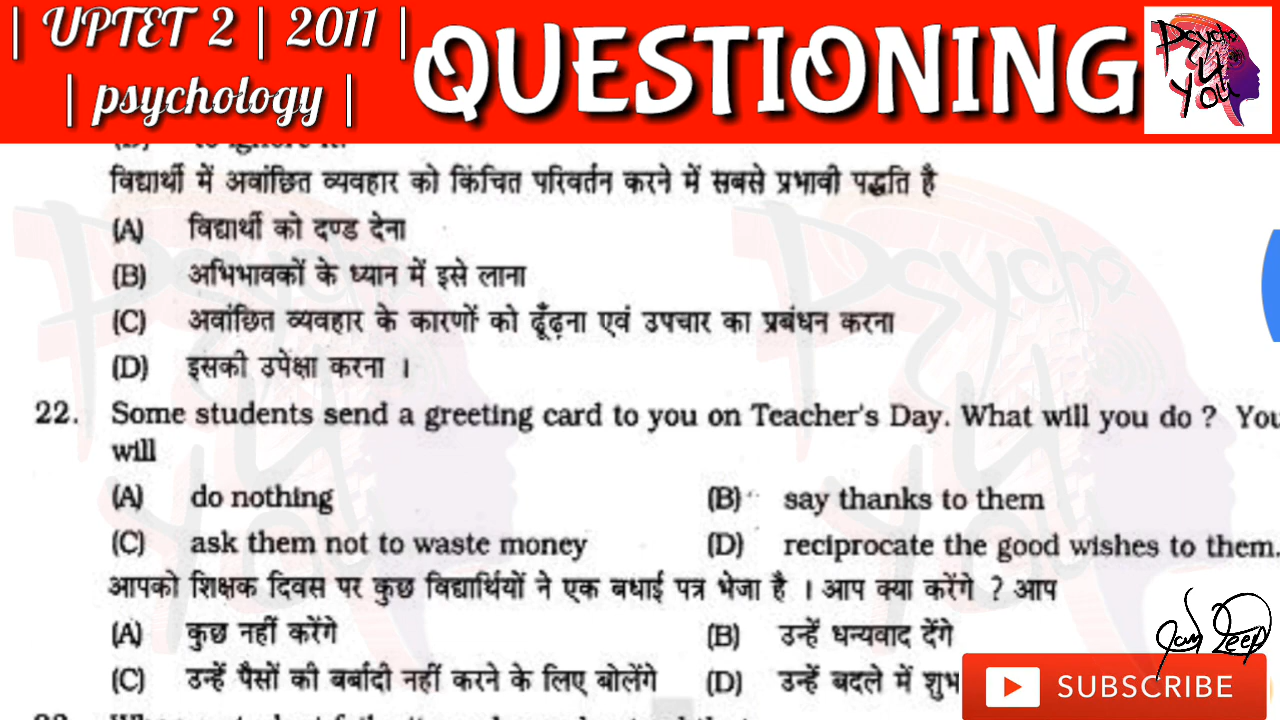 | UPTET 2 | 2011 |
| psychology |
QUESTIONING
Psycho
4
You
विद्यार्थी में अवांछित व्यवहार को किंचित परिवर्तन करने में सबसे प्रभावी पद्धति है
(A) विद्यार्थी को दण्ड देना
(B) अभिभावकों के ध्यान में इसे लाना
(C) अवांछित व्यवहार के कारणों को ढूँढ़ना एवं उपचार का प्रबंधन करना
(D) इसकी उपेक्षा करना ।
22. Some students send a greeting card to you on Teacher's Day. What will you do ? You
will
(A) do nothing (B) say thanks to them
(C) ask them not to waste money (D) reciprocate the good wishes to them.
आपको शिक्षक दिवस पर कुछ विद्यार्थियों ने एक बधाई पत्र भेजा है । आप क्या करेंगे ? आप
(A) कुछ नहीं करेंगे (B) उन्हें धन्यवाद देंगे
(C) उन्हें पैसों की बर्बादी नहीं करने के लिए बोलेंगे (D) उन्हें बदले में शुभ
SUBSCRIBE